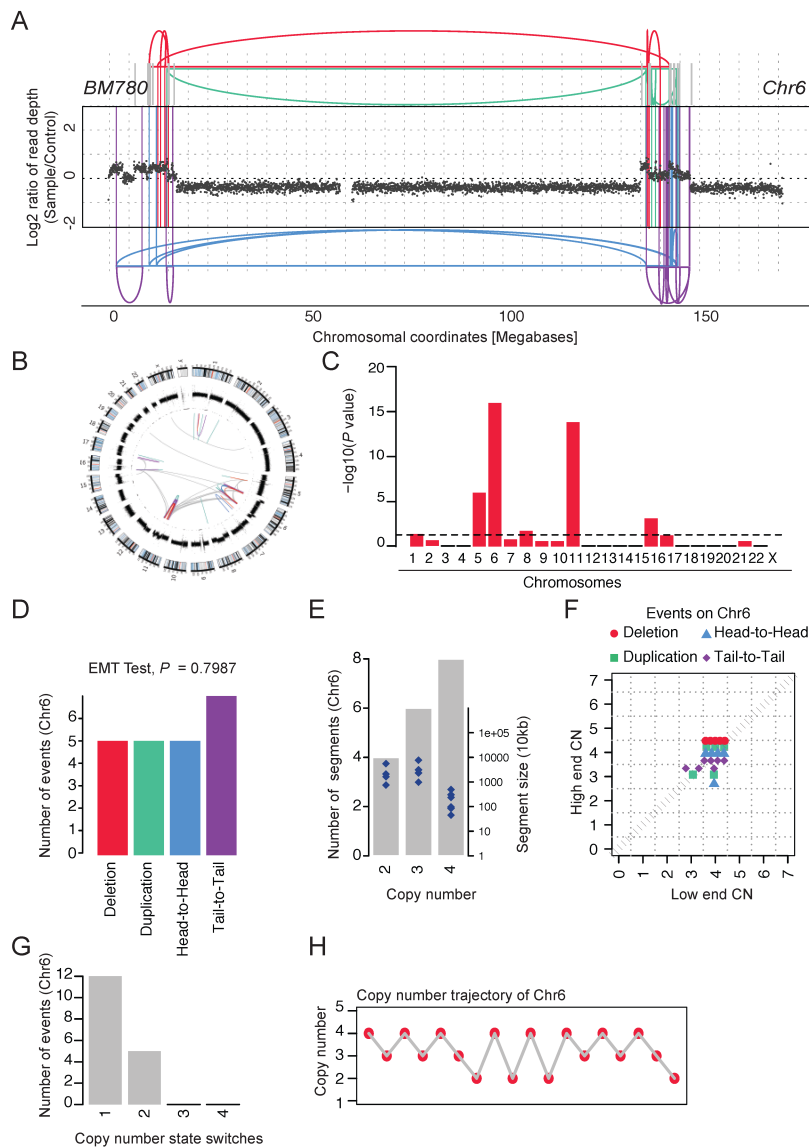 A
BM780
Chr6
Log2 ratio of read depth
(Sample/Control)
2
0
-2
0 50 100 150
Chromosomal coordinates [Megabases]
B
C
−log10(P value)
20
15
10
5
0
1 2 3 4 5 6 7 8 9 10 11 12 13 14 15 16 17 18 19 20 21 22 X
Chromosomes
D
EMT Test, P = 0.7987
Number of events (Chr6)
6
5
4
3
2
1
0
Deletion
Duplication
Head-to-Head
Tail-to-Tail
E
Number of segments (Chr6)
8
6
4
2
0
1e+05
10000
1000
100
10
1
Segment size (10kb)
2 3 4
Copy number
F
Events on Chr6
Deletion Head-to-Head
Duplication Tail-to-Tail
High end CN
7
6
5
4
3
2
1
0
0 1 2 3 4 5 6 7
Low end CN
G
Number of events (Chr6)
12
10
8
6
4
2
0
1 2 3 4
Copy number state switches
H
Copy number trajectory of Chr6
Copy number
5
4
3
2
1